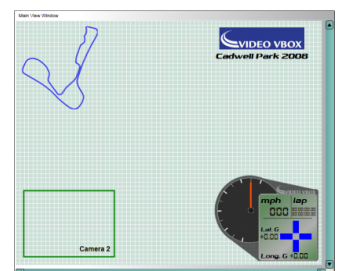 Main View Window
VIDEO VBOX
Cadwell Park 2008
mph lap
000
Lat. G
+0.00
Long. G +0.00
Camera 2